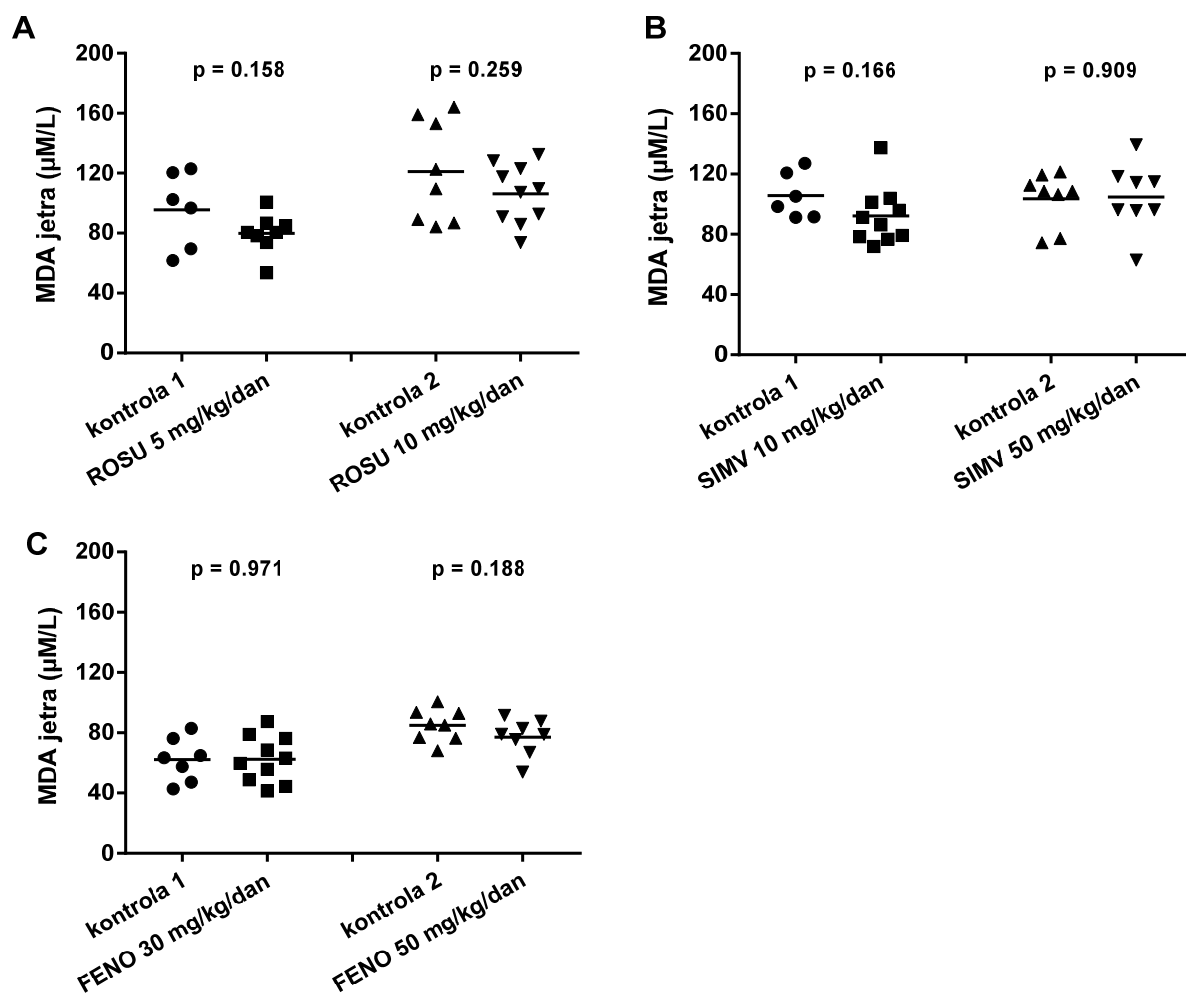 A
MDA jetra (µM/L)
200
160
120
80
40
0
p = 0.158
p = 0.259
kontrola 1
ROSU 5 mg/kg/dan
kontrola 2
ROSU 10 mg/kg/dan
B
MDA jetra (µM/L)
200
160
120
80
40
0
p = 0.166
p = 0.909
kontrola 1
SIMV 10 mg/kg/dan
kontrola 2
SIMV 50 mg/kg/dan
C
MDA jetra (µM/L)
200
160
120
80
40
0
p = 0.971
p = 0.188
kontrola 1
FENO 30 mg/kg/dan
kontrola 2
FENO 50 mg/kg/dan